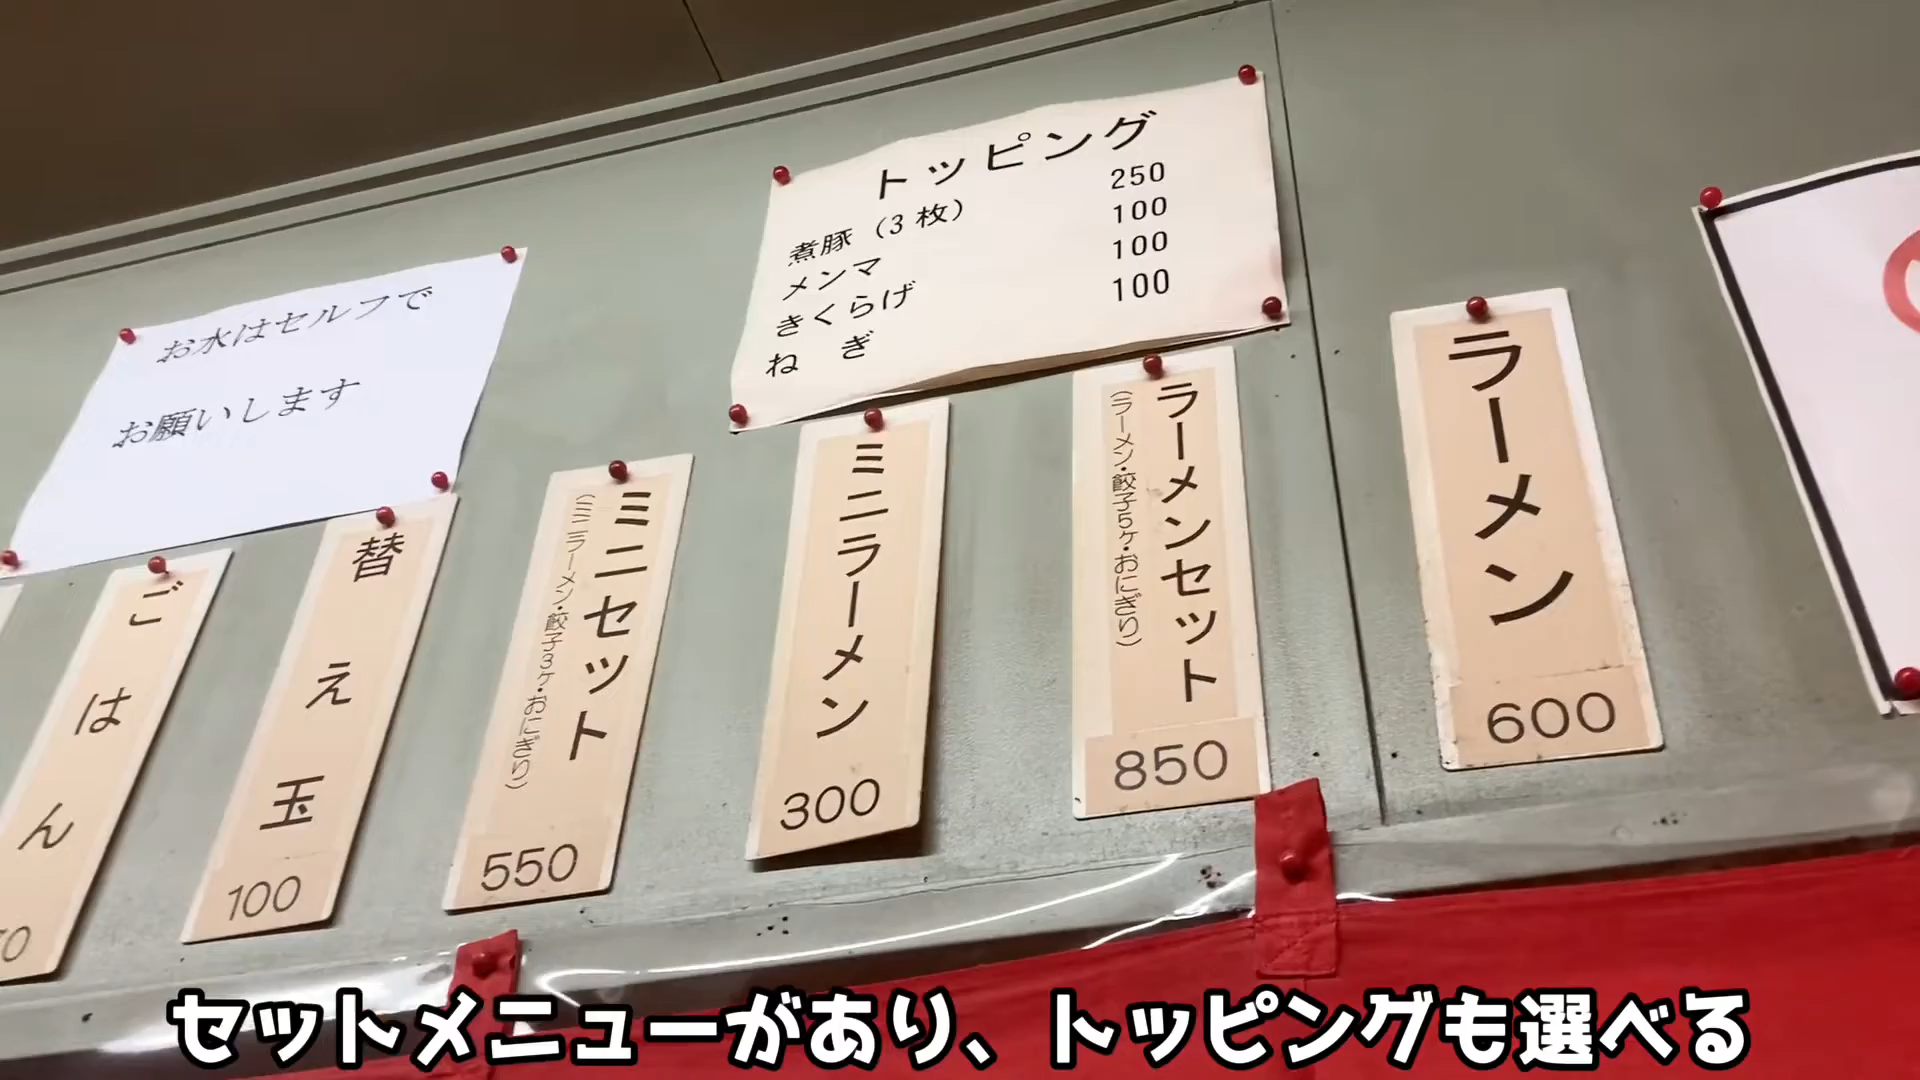 トッピング
煮豚（3枚） 250
メンマ 100
きくらげ 100
ねぎ 100
お水はセルフで
お願いします
ラーメン
600
ラーメンセット
（ラーメン・餃子5ヶ・おにぎり）
850
ミニラーメン
300
ミニセット
（ミニラーメン・餃子3ヶ・おにぎり）
550
替え玉
100
ごはん
セットメニューがあり、トッピングも選べる